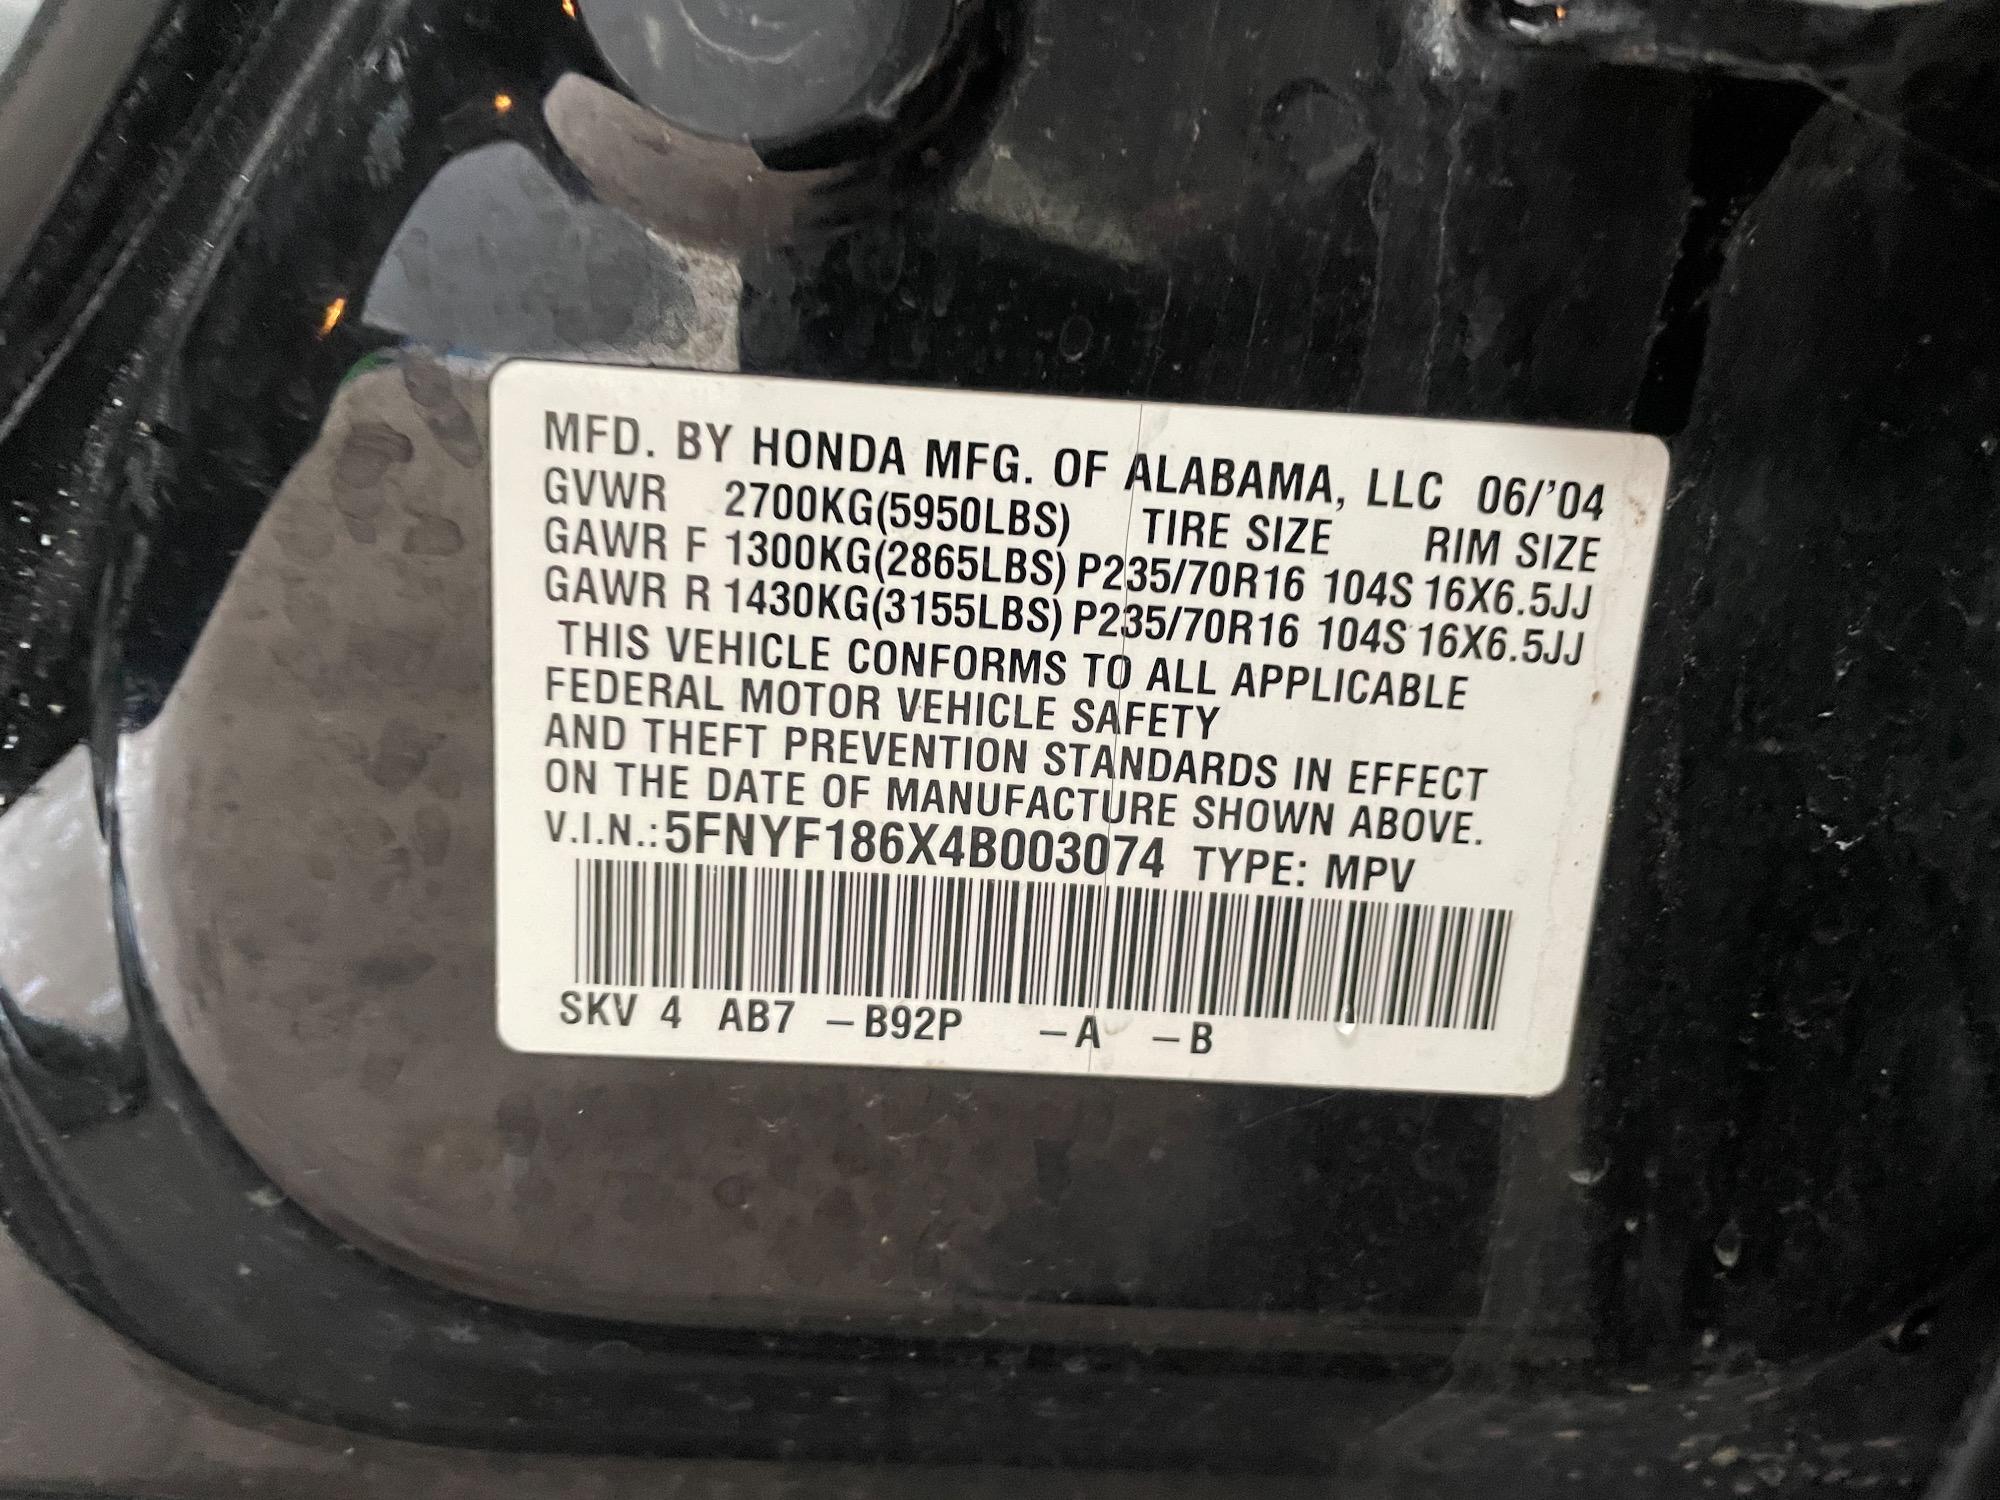 MFD. BY HONDA MFG. OF ALABAMA, LLC 06/'04
GVWR 2700KG(5950LBS) TIRE SIZE RIM SIZE
GAWR F 1300KG(2865LBS) P235/70R16 104S 16X6.5JJ
GAWR R 1430KG(3155LBS) P235/70R16 104S 16X6.5JJ
THIS VEHICLE CONFORMS TO ALL APPLICABLE
FEDERAL MOTOR VEHICLE SAFETY
AND THEFT PREVENTION STANDARDS IN EFFECT
ON THE DATE OF MANUFACTURE SHOWN ABOVE.
V.I.N.: 5FNYF186X4B003074 TYPE: MPV
SKV 4 AB7 –B92P –A –B